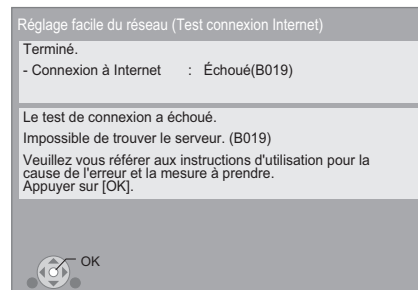 Réglage facile du réseau (Test connexion Internet)
Terminé.
- Connexion à Internet : Échoué(B019)
Le test de connexion a échoué.
Impossible de trouver le serveur. (B019)
Veuillez vous référer aux instructions d'utilisation pour la
cause de l'erreur et la mesure à prendre.
Appuyer sur [OK].
OK